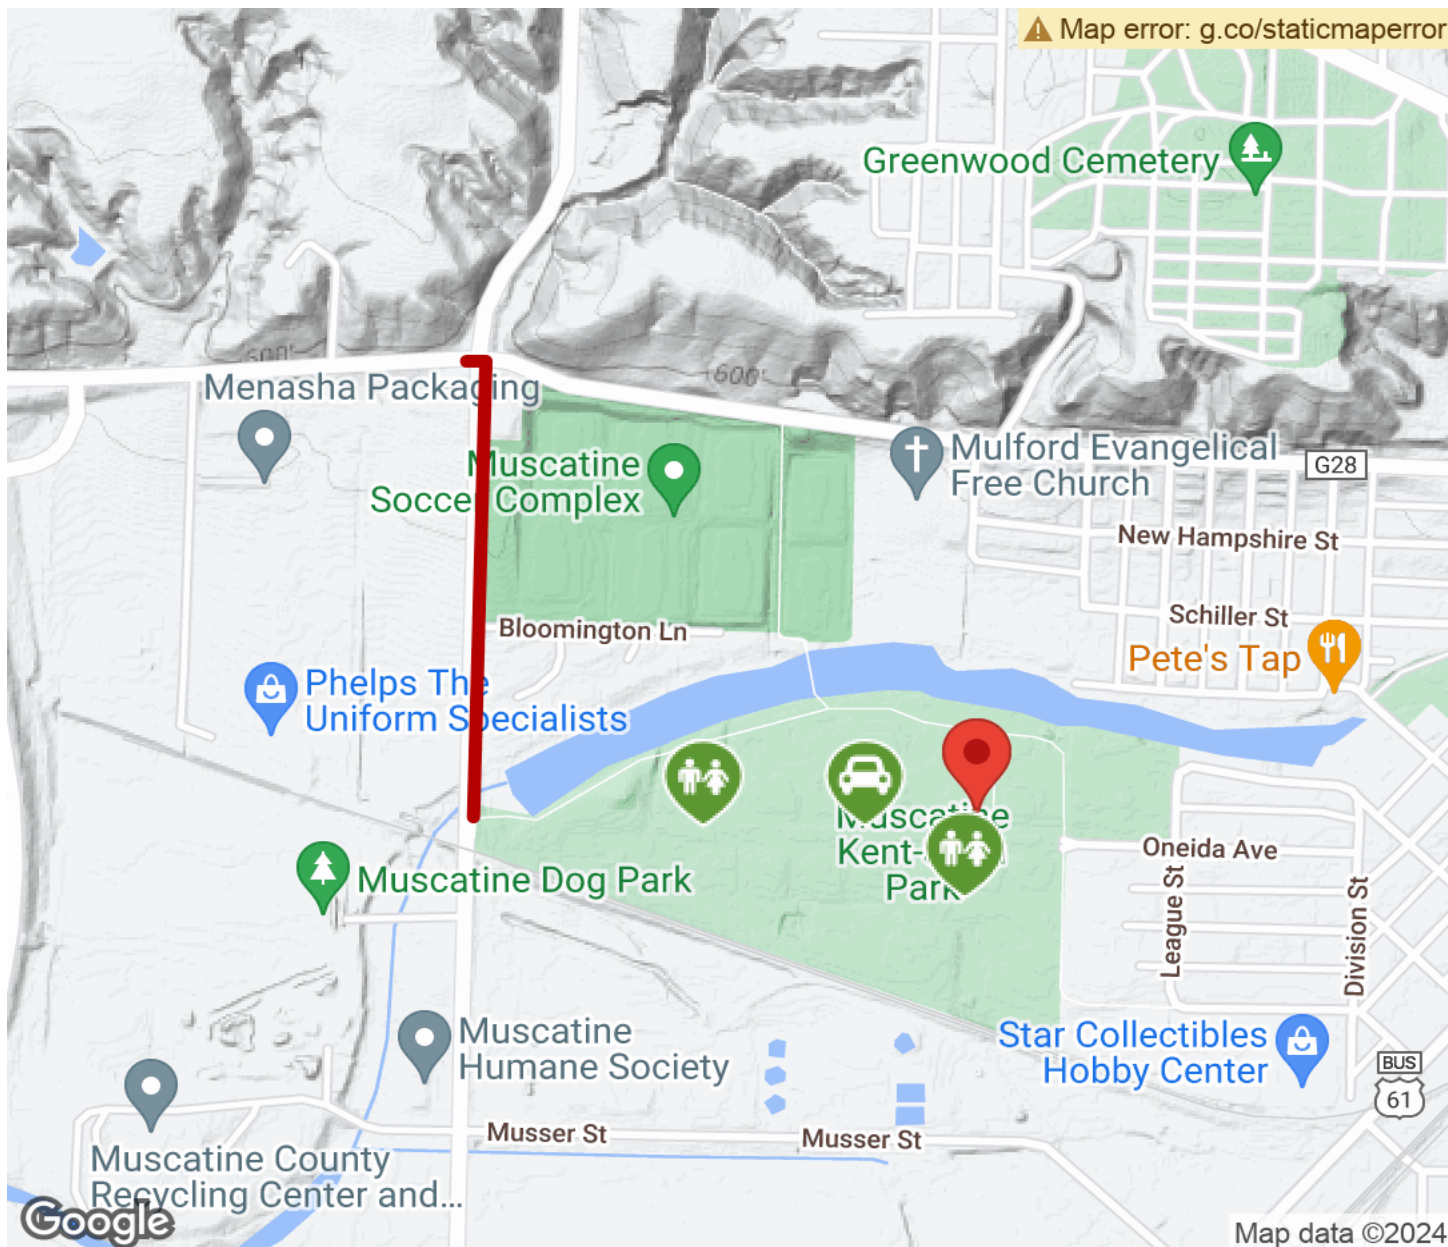 Map error: g.co/staticmaperror
Greenwood Cemetery
600'
600'
Menasha Packaging
Mulford Evangelical
Free Church
G28
Muscatine
Soccer Complex
New Hampshire St
Schiller St
Bloomington Ln
Pete's Tap
Phelps The
Uniform Specialists
Muscatine
Kent-
Park
Oneida Ave
Muscatine Dog Park
League St
Division St
Muscatine
Humane Society
Star Collectibles
Hobby Center
BUS
61
Musser St
Musser St
Muscatine County
Recycling Center and...
Google
Map data ©2024